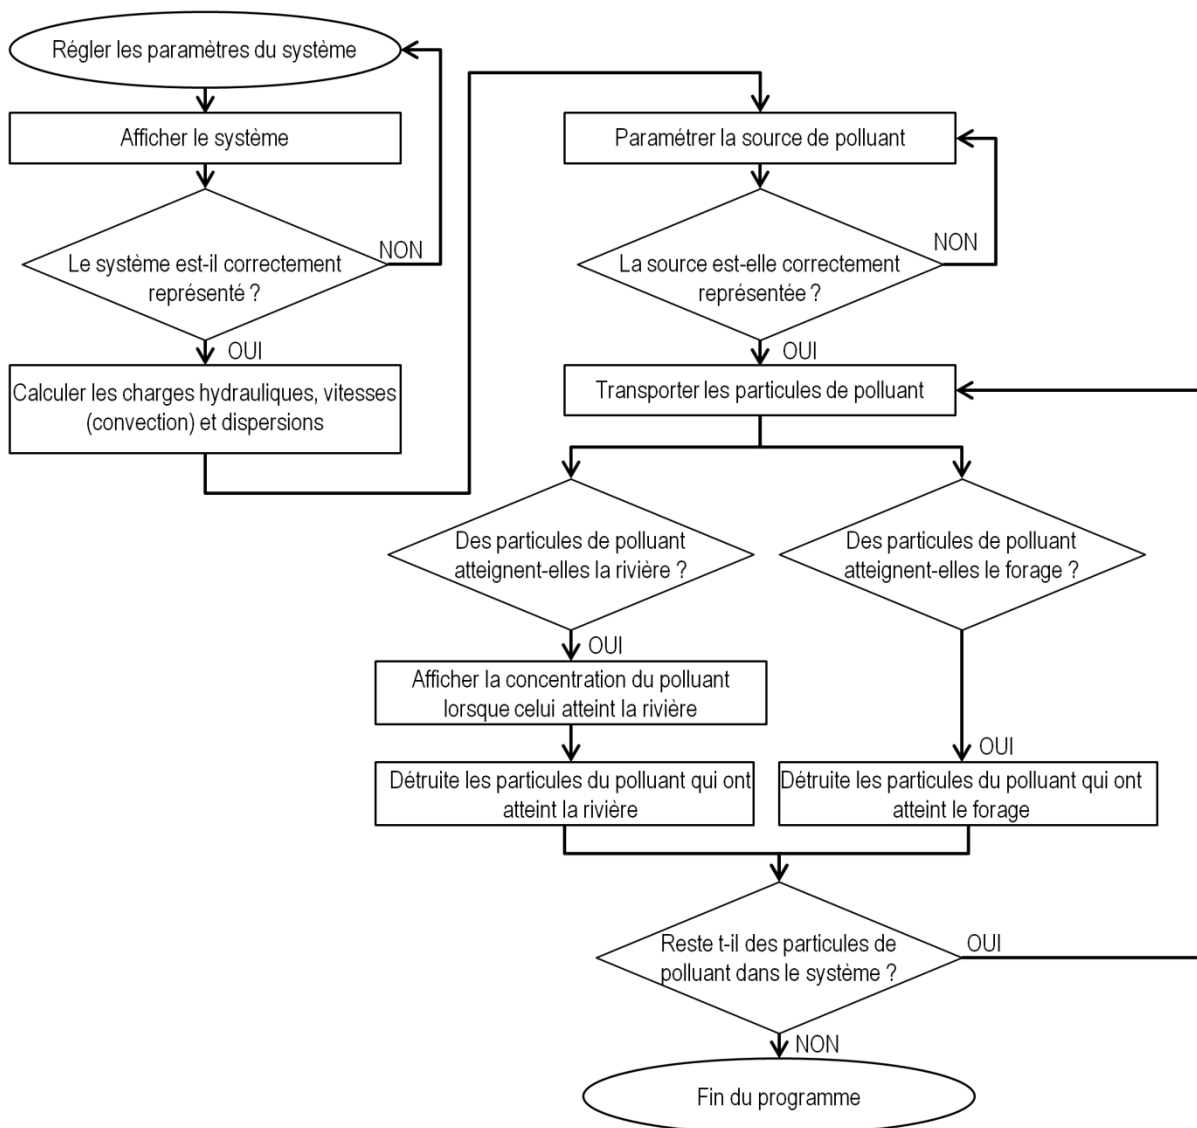 Régler les paramètres du système
Afficher le système
Le système est-il correctement
représenté ?
NON
OUI
Calculer les charges hydrauliques, vitesses
(convection) et dispersions
Paramétrer la source de polluant
La source est-elle correctement
représentée ?
NON
OUI
Transporter les particules de polluant
Des particules de polluant
atteignent-elles la rivière ?
OUI
Afficher la concentration du polluant
lorsque celui atteint la rivière
Détruite les particules du polluant qui ont
atteint la rivière
Des particules de polluant
atteignent-elles le forage ?
OUI
Détruite les particules du polluant qui ont
atteint le forage
Reste t-il des particules de
polluant dans le système ?
OUI
NON
Fin du programme